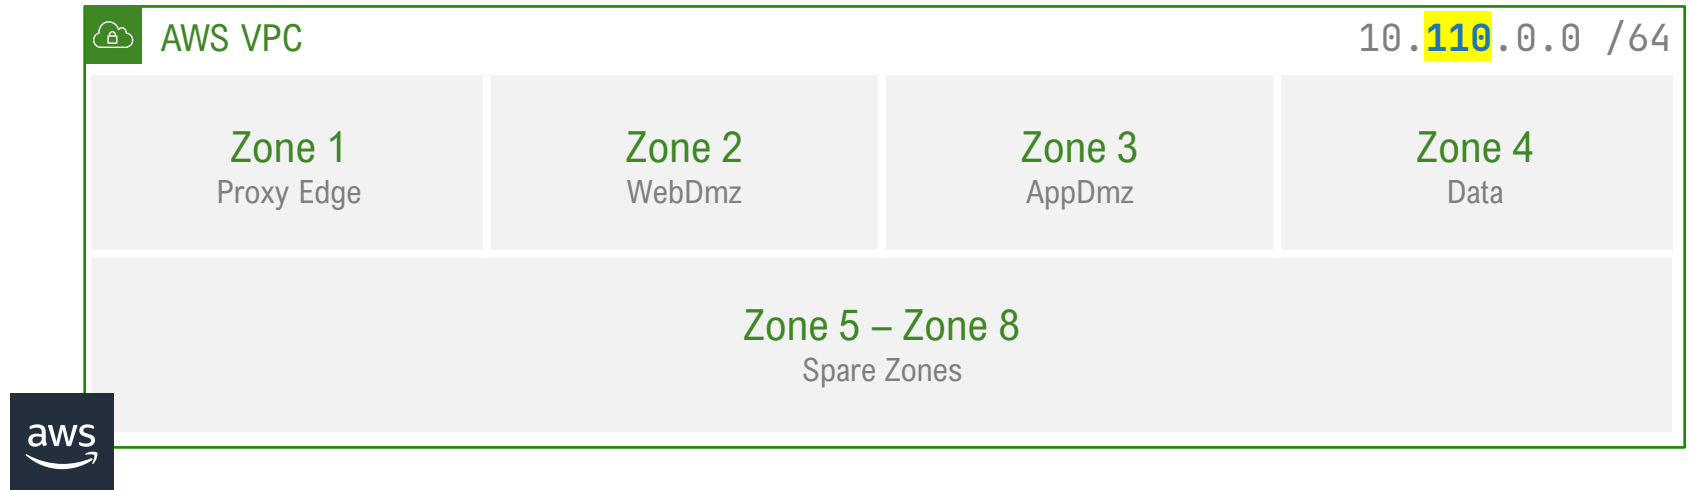 AWS VPC
10.110.0.0 /64
Zone 1
Proxy Edge
Zone 2
WebDmz
Zone 3
AppDmz
Zone 4
Data
Zone 5 – Zone 8
Spare Zones
aws